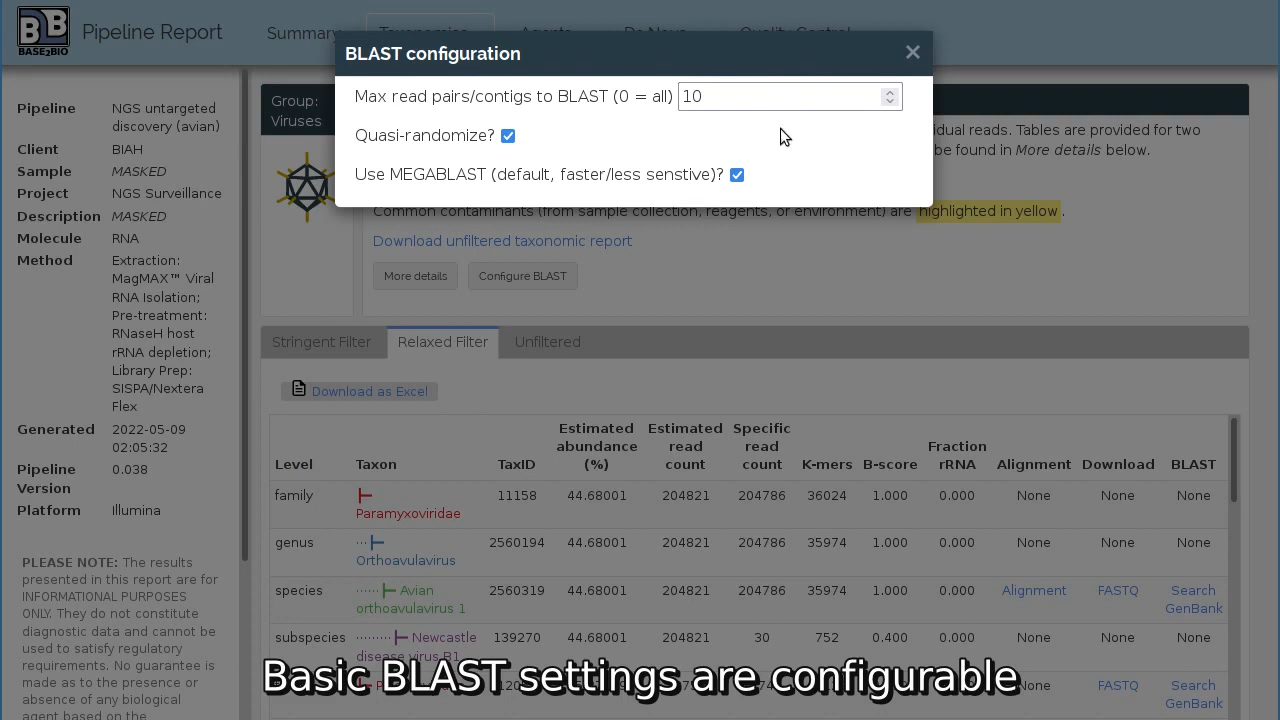 BB
BASE2BIO
Pipeline Report
Summary
BLAST configuration
Max read pairs/contigs to BLAST (0 = all) 10
Quasi-randomize?
Use MEGABLAST (default, faster/less senstive)?
Pipeline NGS untargeted discovery (avian)
Client BIAH
Sample MASKED
Project NGS Surveillance
Description MASKED
Molecule RNA
Method Extraction:
MagMAX™ Viral
RNA Isolation;
Pre-treatment:
RNaseH host
rRNA depletion;
Library Prep:
SISPA/Nextera
Flex
Generated 2022-05-09
02:05:32
Pipeline Version 0.038
Platform Illumina
PLEASE NOTE: The results
presented in this report are for
INFORMATIONAL PURPOSES
ONLY. They do not constitute
diagnostic data and cannot be
used to satisfy regulatory
requirements. No guarantee is
made as to the presence or
absence of any biological
agent based on the
Group:
Viruses
idual reads. Tables are provided for two
be found in More details below.
Common contaminants (from sample collection, reagents, or environment) are highlighted in yellow.
Download unfiltered taxonomic report
More details Configure BLAST
Stringent Filter Relaxed Filter Unfiltered
Download as Excel
Level Taxon TaxID Estimated abundance (%) Estimated read count Specific read count K-mers B-score Fraction rRNA Alignment Download BLAST
family Paramyxoviridae 11158 44.68001 204821 204786 36024 1.000 0.000 None None None
genus Orthoavulavirus 2560194 44.68001 204821 204786 35974 1.000 0.000 None None None
species Avian orthoavulavirus 1 2560319 44.68001 204821 204786 35974 1.000 0.000 Alignment FASTQ Search GenBank
subspecies Newcastle disease virus B1 139270 44.68001 204821 30 752 0.400 0.000 None None None
FASTQ Search GenBank
Basic BLAST settings are configurable